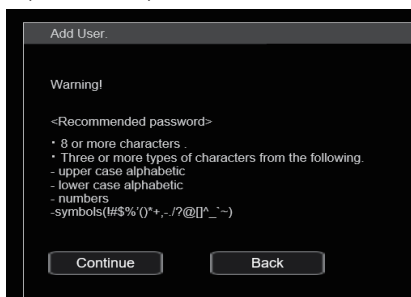 Add User.
Warning!
<Recommended password>
・8 or more characters .
・Three or more types of characters from the following.
- upper case alphabetic
- lower case alphabetic
- numbers
-symbols(!#$%'()*+,-./?@[]^_`~)
Continue
Back